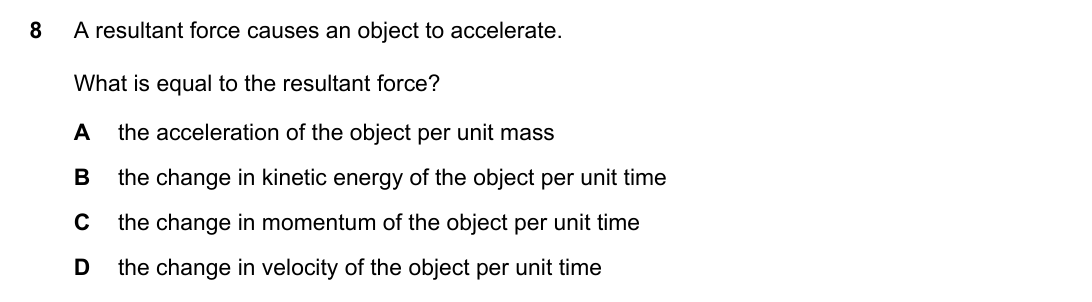 8 A resultant force causes an object to accelerate.
What is equal to the resultant force?
A the acceleration of the object per unit mass
B the change in kinetic energy of the object per unit time
C the change in momentum of the object per unit time
D the change in velocity of the object per unit time